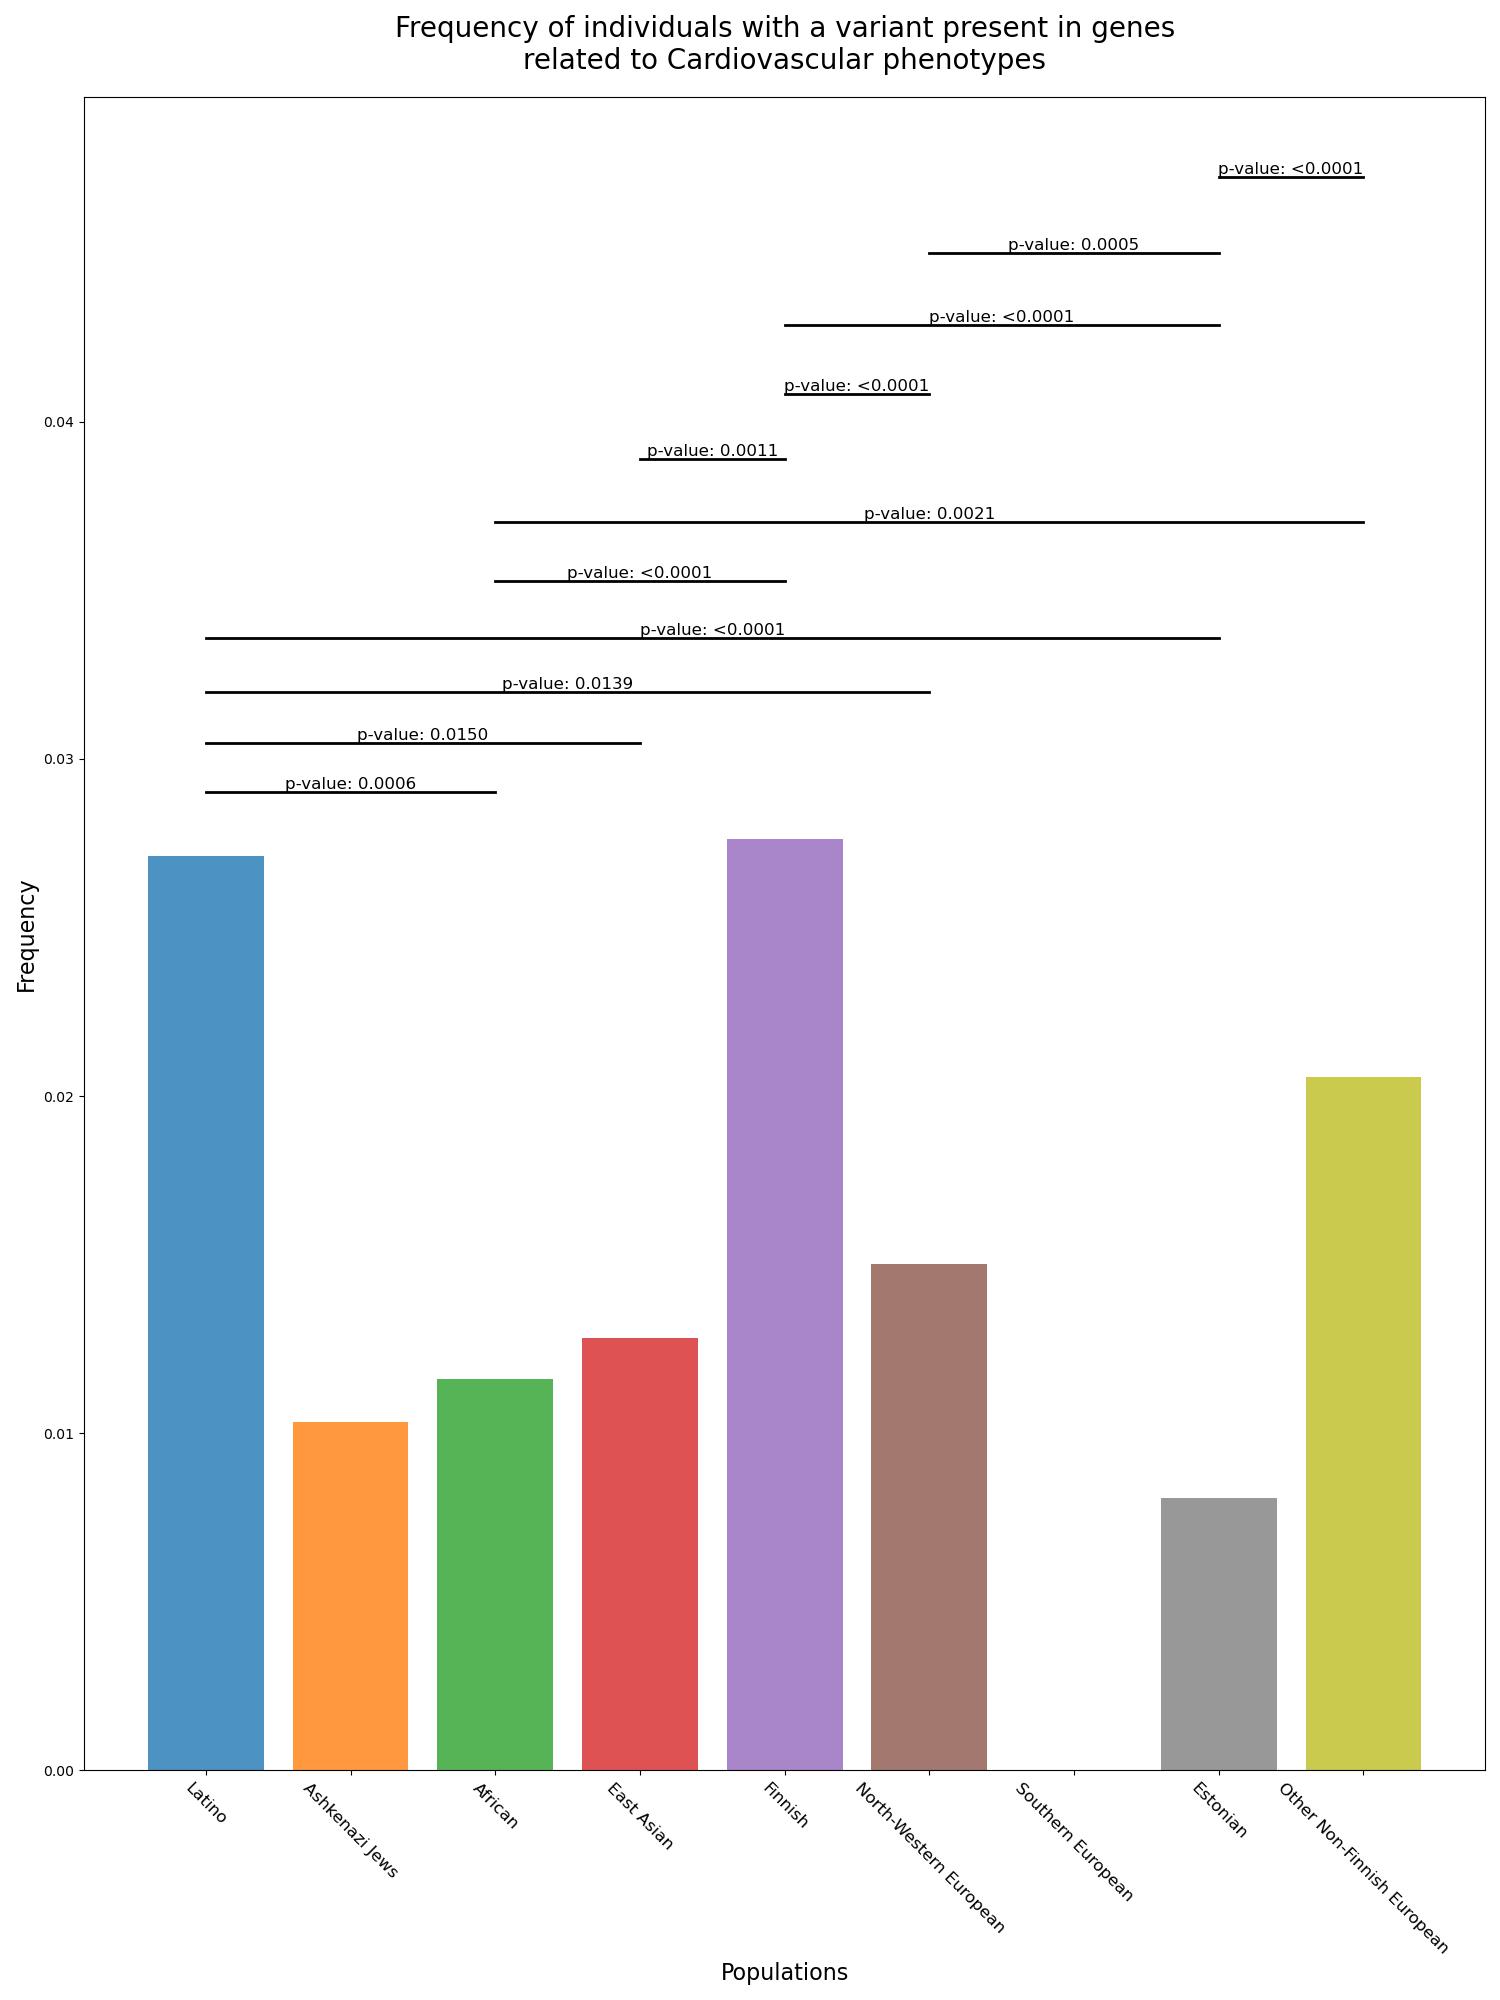 Frequency of individuals with a variant present in genes
related to Cardiovascular phenotypes
p-value: <0.0001
p-value: 0.0005
p-value: <0.0001
p-value: <0.0001
0.04
p-value: 0.0011
p-value: 0.0021
p-value: <0.0001
p-value: <0.0001
p-value: 0.0139
p-value: 0.0150
0.03
p-value: 0.0006
Frequency
0.02
0.01
0.00
Latino
Ashkenazi Jews
African
East Asian
Finnish
North-Western European
Southern European
Estonian
Other Non-Finnish European
Populations